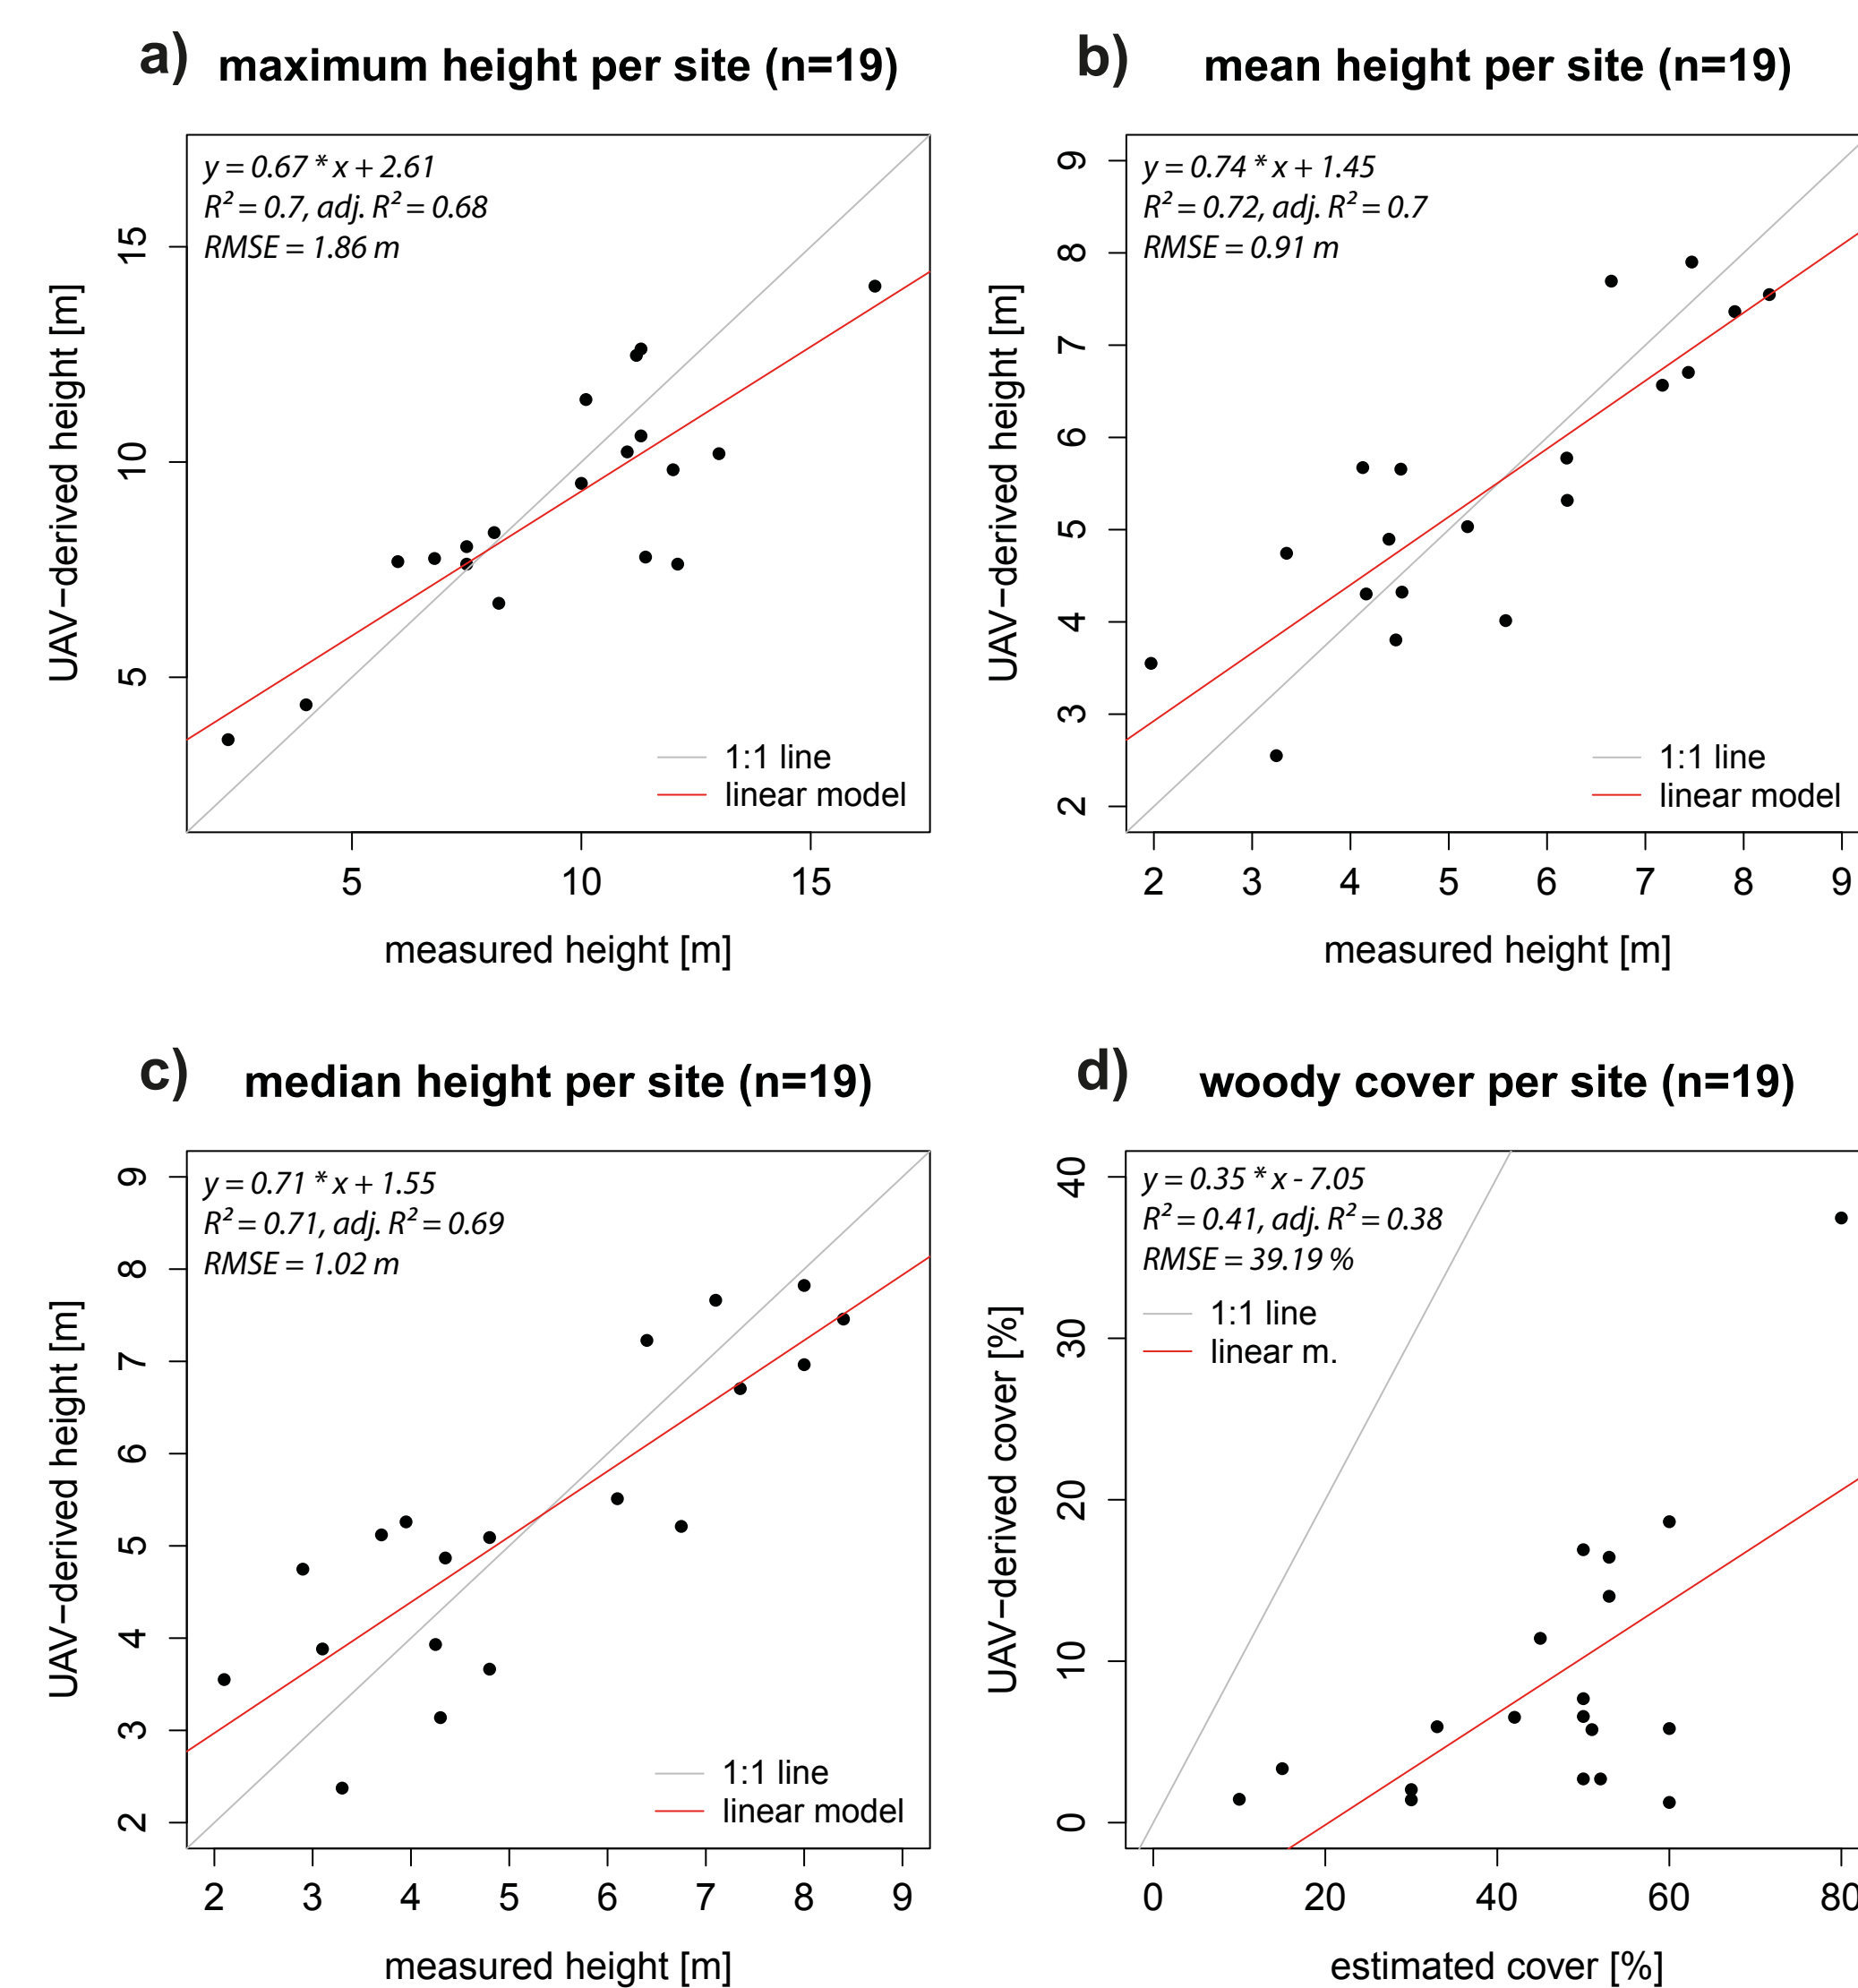 a) maximum height per site (n=19)
y = 0.67 * x + 2.61
R² = 0.7, adj. R² = 0.68
RMSE = 1.86 m
UAV−derived height [m]
15
10
5
1:1 line
linear model
5 10 15
measured height [m]
b) mean height per site (n=19)
y = 0.74 * x + 1.45
R² = 0.72, adj. R² = 0.7
RMSE = 0.91 m
UAV−derived height [m]
9
8
7
6
5
4
3
2
1:1 line
linear model
2 3 4 5 6 7 8 9
measured height [m]
c) median height per site (n=19)
y = 0.71 * x + 1.55
R² = 0.71, adj. R² = 0.69
RMSE = 1.02 m
UAV−derived height [m]
9
8
7
6
5
4
3
2
1:1 line
linear model
2 3 4 5 6 7 8 9
measured height [m]
d) woody cover per site (n=19)
y = 0.35 * x - 7.05
R² = 0.41, adj. R² = 0.38
RMSE = 39.19 %
1:1 line
linear m.
UAV−derived cover [%]
40
30
20
10
0
0 20 40 60 80
estimated cover [%]